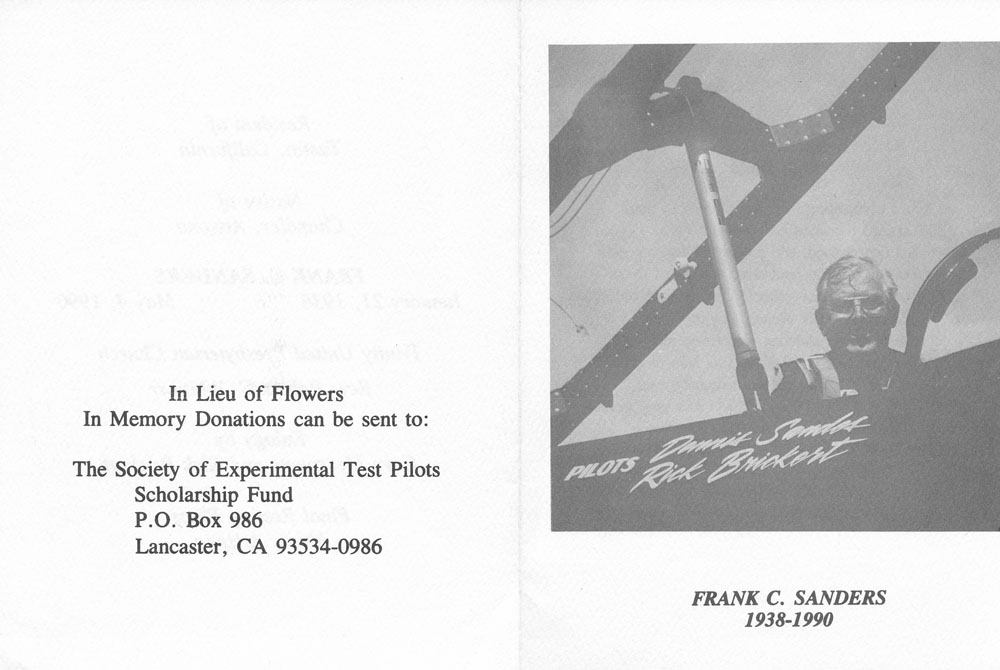 In Lieu of Flowers
In Memory Donations can be sent to:
The Society of Experimental Test Pilots
Scholarship Fund
P.O. Box 986
Lancaster, CA 93534-0986
PILOTS Dennis Sanders
Rick Brickert
FRANK C. SANDERS
1938-1990